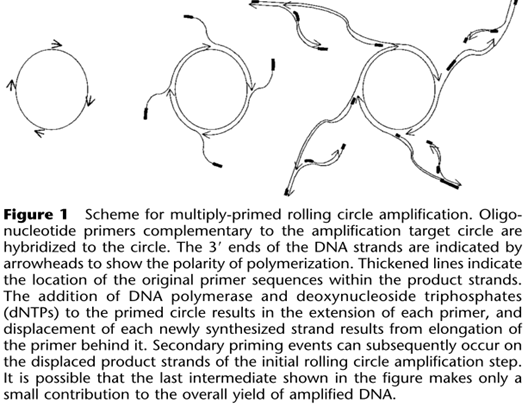 Figure 1 Scheme for multiply-primed rolling circle amplification. Oligo-
nucleotide primers complementary to the amplification target circle are
hybridized to the circle. The 3′ ends of the DNA strands are indicated by
arrowheads to show the polarity of polymerization. Thickened lines indicate
the location of the original primer sequences within the product strands.
The addition of DNA polymerase and deoxynucleoside triphosphates
(dNTPs) to the primed circle results in the extension of each primer, and
displacement of each newly synthesized strand results from elongation of
the primer behind it. Secondary priming events can subsequently occur on
the displaced product strands of the initial rolling circle amplification step.
It is possible that the last intermediate shown in the figure makes only a
small contribution to the overall yield of amplified DNA.